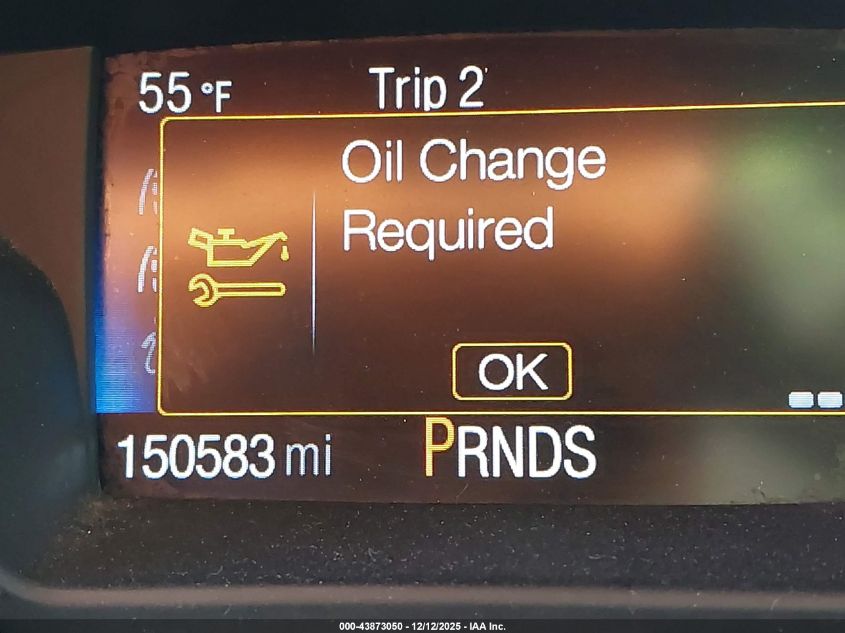 55 °F Trip 2
Oil Change
Required
OK
150583 mi PRNDS
000-43873050 - 12/12/2025 - IAA Inc.